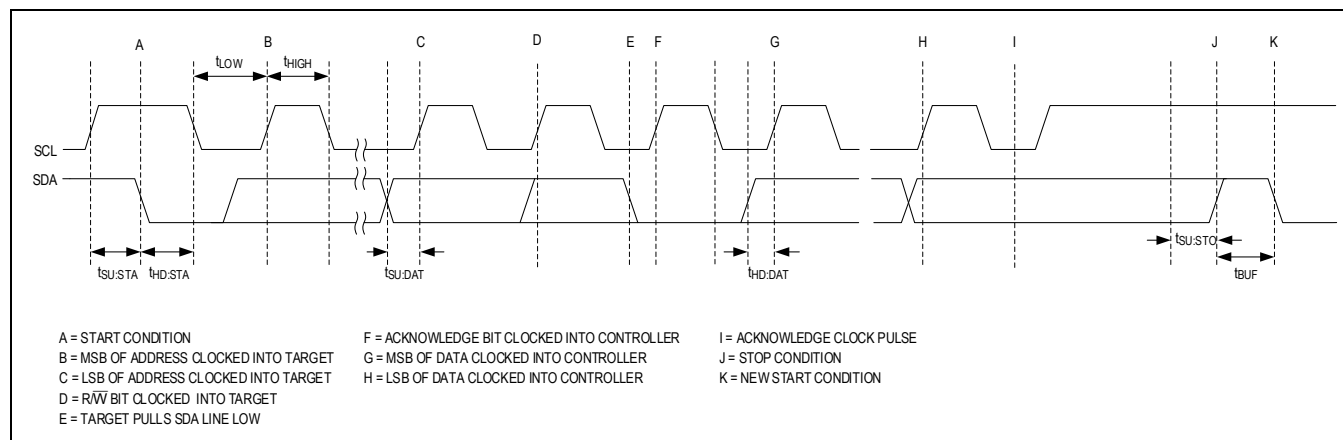 A B C D E F G H I J K
tLOW tHIGH
SCL
SDA
tSU:STA tHD:STA tSU:DAT tHD:DAT tSU:STO
tBUF
A = START CONDITION
B = MSB OF ADDRESS CLOCKED INTO TARGET
C = LSB OF ADDRESS CLOCKED INTO TARGET
D = R/W̅ BIT CLOCKED INTO TARGET
E = TARGET PULLS SDA LINE LOW
F = ACKNOWLEDGE BIT CLOCKED INTO CONTROLLER
G = MSB OF DATA CLOCKED INTO CONTROLLER
H = LSB OF DATA CLOCKED INTO CONTROLLER
I = ACKNOWLEDGE CLOCK PULSE
J = STOP CONDITION
K = NEW START CONDITION